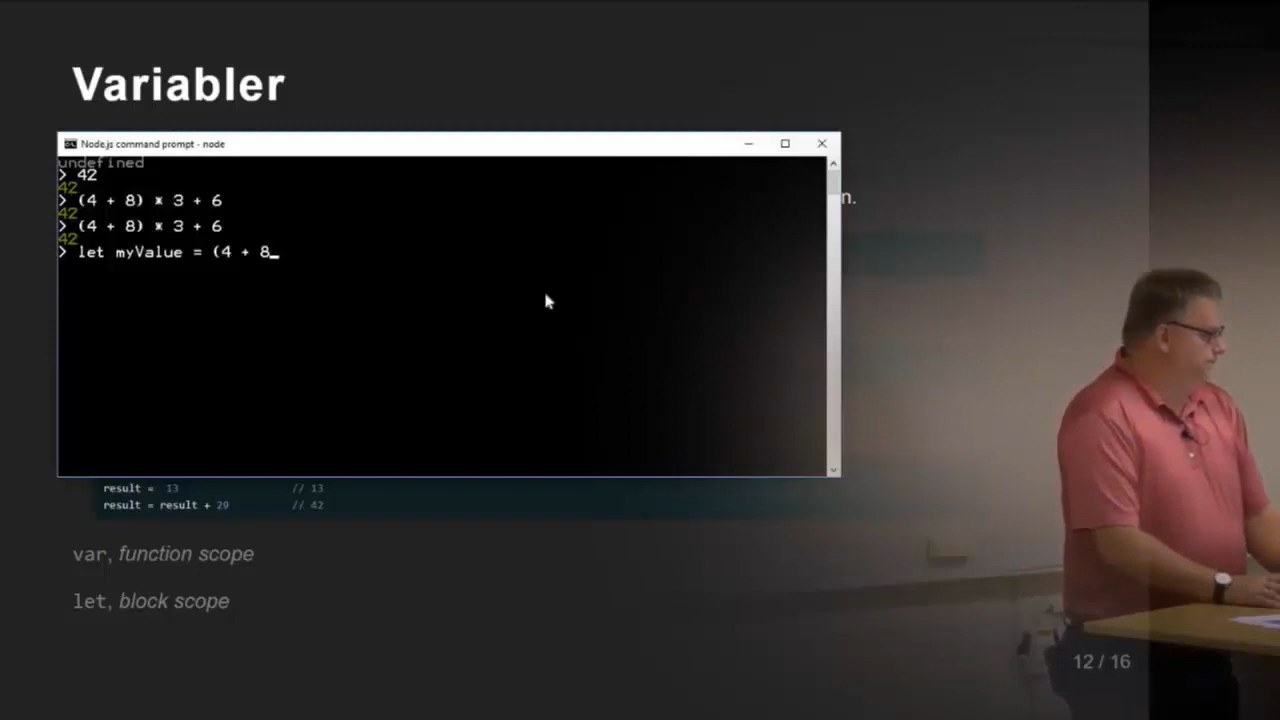 Variabler
Node.js command prompt - node
undefined
> 42
42
> (4 + 8) * 3 + 6
42
> (4 + 8) * 3 + 6
42
> let myValue = (4 + 8_
n.
result = 13 // 13
result = result + 29 // 42
var, function scope
let, block scope
12 / 16